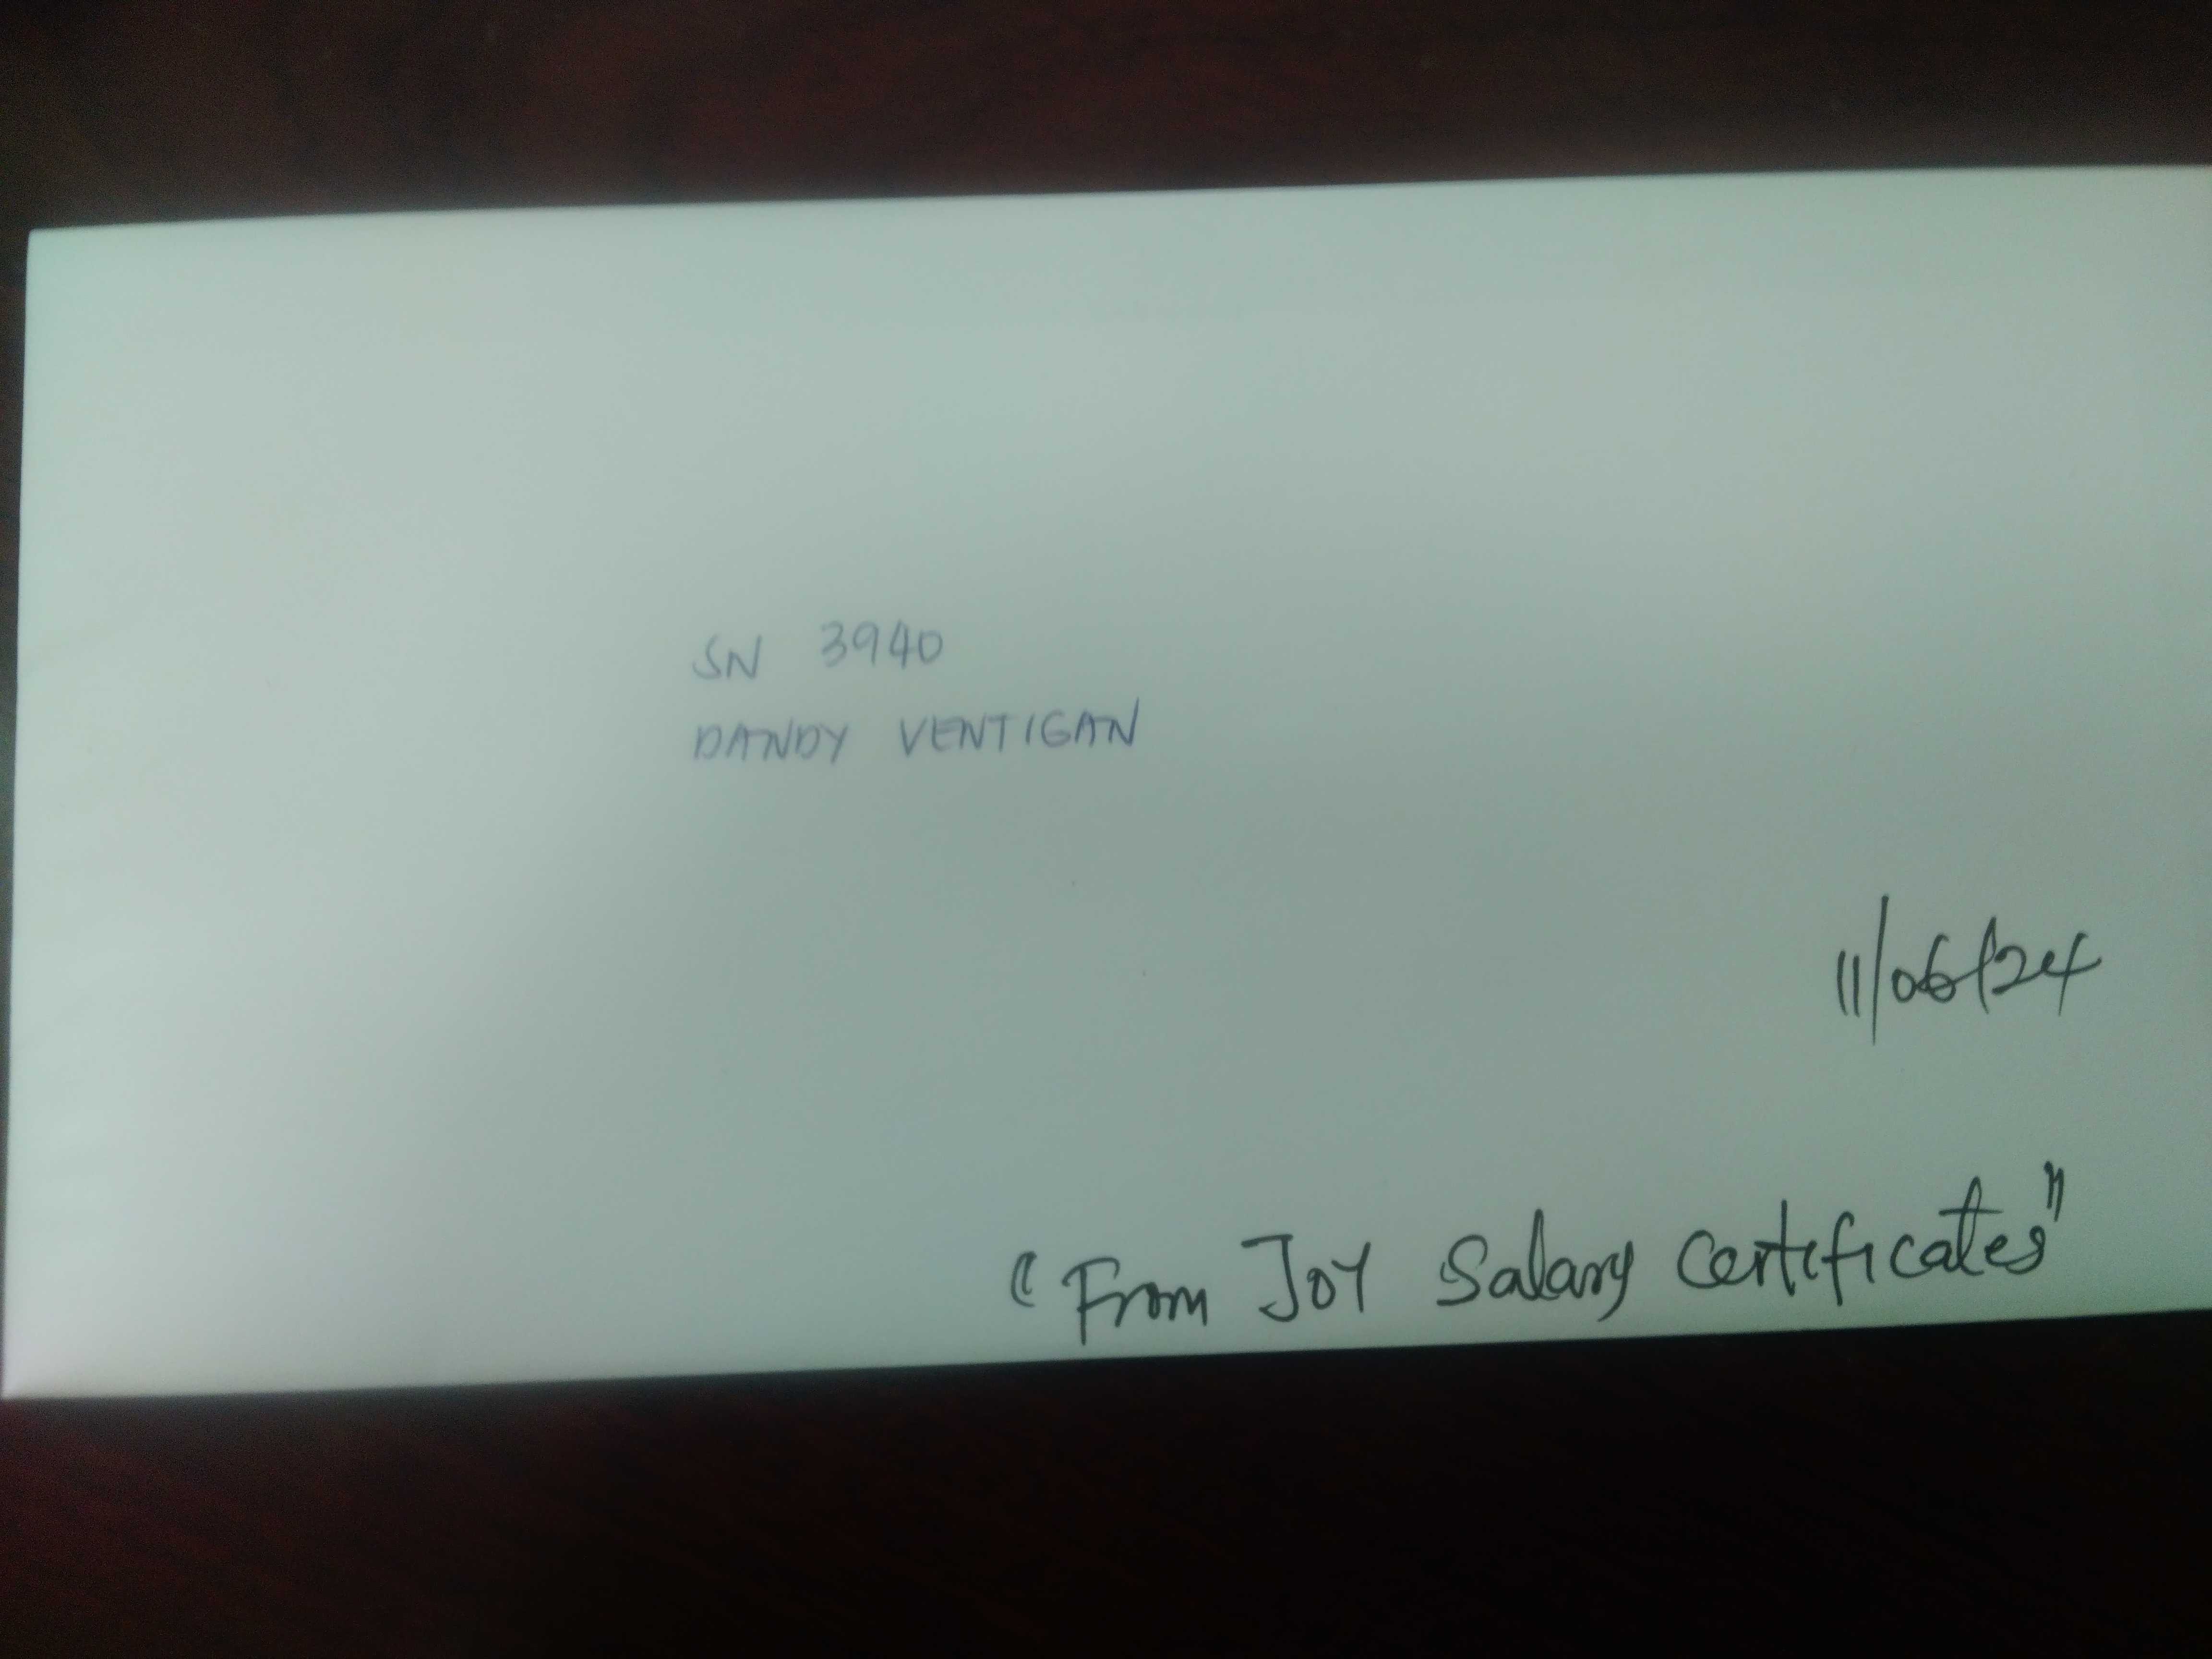 SN 3940
DANDY VENTIGAN
11/06/24
"From JOY Salary Certificates"